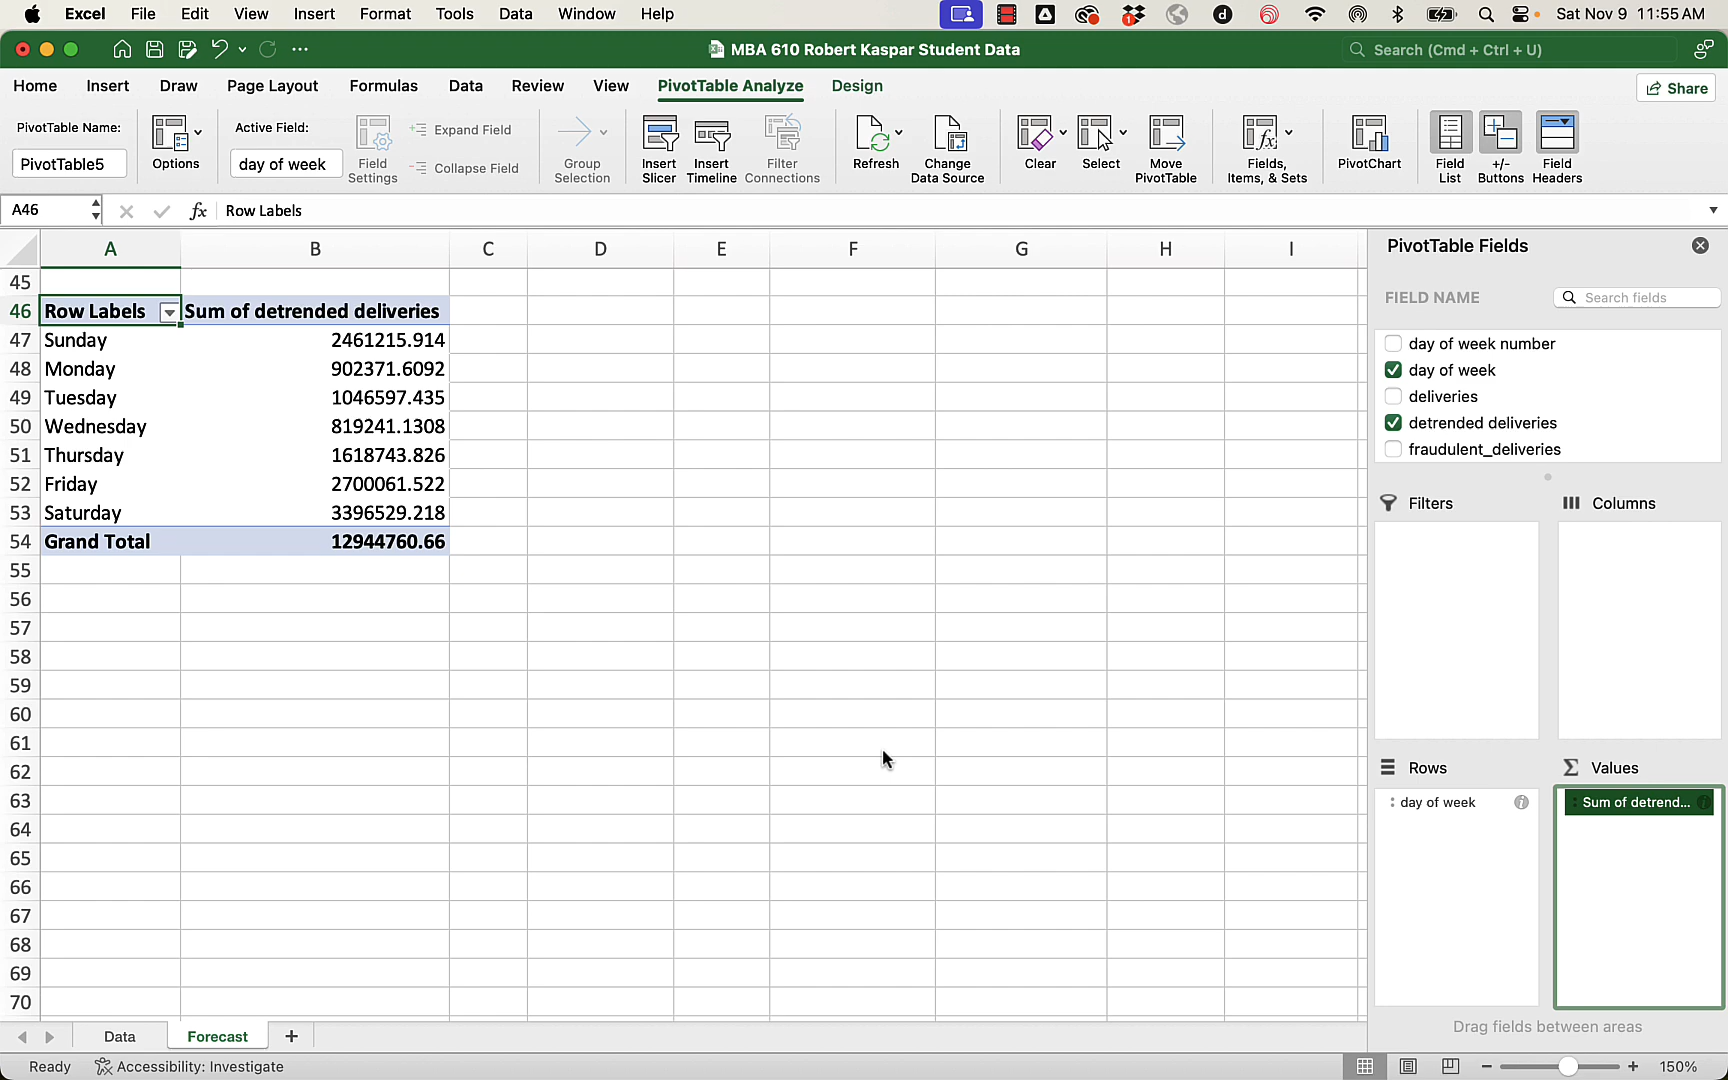 Excel File Edit View Insert Format Tools Data Window Help Sat Nov 9 11:55 AM
MBA 610 Robert Kaspar Student Data
Search (Cmd + Ctrl + U)
Home Insert Draw Page Layout Formulas Data Review View PivotTable Analyze Design Share
PivotTable Name:
PivotTable5
Options
Active Field:
day of week
Field Settings
Expand Field
Collapse Field
Group Selection
Insert Slicer
Insert Timeline
Filter Connections
Refresh
Change Data Source
Clear
Select
Move PivotTable
Fields, Items, & Sets
PivotChart
Field List
+/- Buttons
Field Headers
A46 fx Row Labels
A B C D E F G H I
45
46 Row Labels Sum of detrended deliveries
47 Sunday 2461215.914
48 Monday 902371.6092
49 Tuesday 1046597.435
50 Wednesday 819241.1308
51 Thursday 1618743.826
52 Friday 2700061.522
53 Saturday 3396529.218
54 Grand Total 12944760.66
55
56
57
58
59
60
61
62
63
64
65
66
67
68
69
70
PivotTable Fields
FIELD NAME Search fields
day of week number
day of week
deliveries
detrended deliveries
fraudulent_deliveries
Filters Columns
Rows Values
day of week Sum of detrend...
Drag fields between areas
Data Forecast +
Ready Accessibility: Investigate 150%